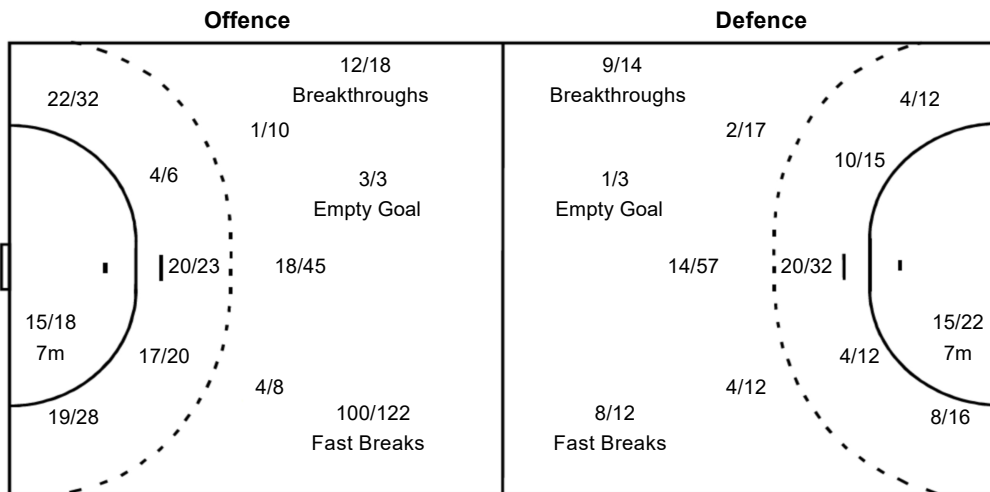 Offence
Defence
12/18
Breakthroughs
9/14
Breakthroughs
22/32
4/12
1/10
2/17
4/6
10/15
3/3
Empty Goal
1/3
Empty Goal
20/23
18/45
14/57
20/32
15/18
7m
15/22
7m
17/20
4/12
4/8
4/12
19/28
8/16
100/122
Fast Breaks
8/12
Fast Breaks